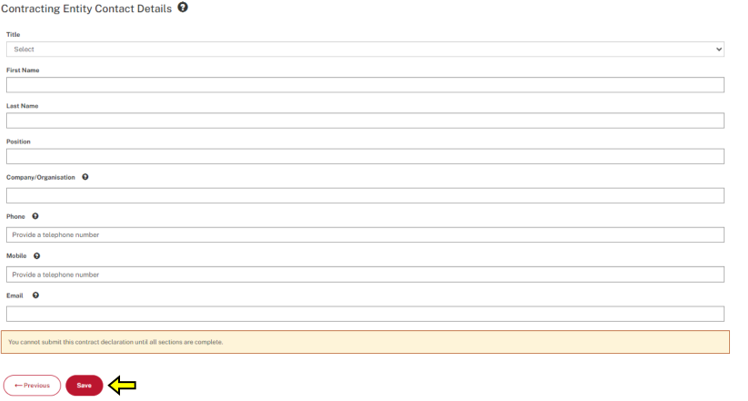 Contracting Entity Contact Details ?
Title
Select
First Name
Last Name
Position
Company/Organisation ?
Phone ?
Provide a telephone number
Mobile ?
Provide a telephone number
Email ?
You cannot submit this contract declaration until all sections are complete.
← Previous Save